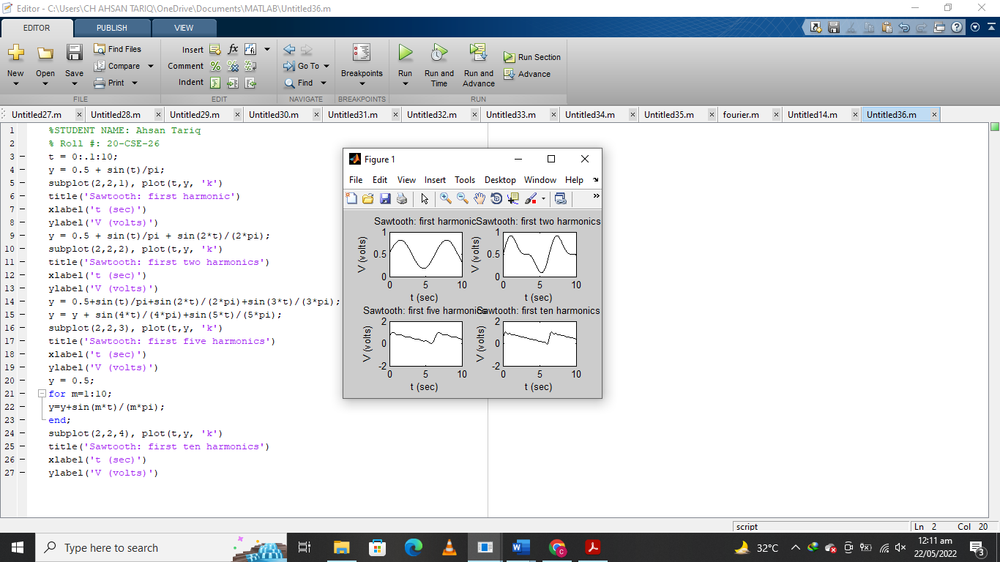 Editor - C:\Users\CH AHSAN TARIQ\OneDrive\Documents\MATLAB\Untitled36.m
EDITOR PUBLISH VIEW
New Open Save Find Files Compare Print
FILE
Insert fx
Comment
Indent
EDIT
Go To
Find
NAVIGATE
Breakpoints
BREAKPOINTS
Run Run and Time Run and Advance Run Section Advance
RUN
Untitled27.m Untitled28.m Untitled29.m Untitled30.m Untitled31.m Untitled32.m Untitled33.m Untitled34.m Untitled35.m fourier.m Untitled14.m Untitled36.m
1 %STUDENT NAME: Ahsan Tariq
2 % Roll #: 20-CSE-26
3 t = 0:.1:10;
4 y = 0.5 + sin(t)/pi;
5 subplot(2,2,1), plot(t,y, 'k')
6 title('Sawtooth: first harmonic')
7 xlabel('t (sec)')
8 ylabel('V (volts)')
9 y = 0.5 + sin(t)/pi + sin(2*t)/(2*pi);
10 subplot(2,2,2), plot(t,y, 'k')
11 title('Sawtooth: first two harmonics')
12 xlabel('t (sec)')
13 ylabel('V (volts)')
14 y = 0.5+sin(t)/pi+sin(2*t)/(2*pi)+sin(3*t)/(3*pi);
15 y = y + sin(4*t)/(4*pi)+sin(5*t)/(5*pi);
16 subplot(2,2,3), plot(t,y, 'k')
17 title('Sawtooth: first five harmonics')
18 xlabel('t (sec)')
19 ylabel('V (volts)')
20 y = 0.5;
21 for m=1:10;
22 y=y+sin(m*t)/(m*pi);
23 end;
24 subplot(2,2,4), plot(t,y, 'k')
25 title('Sawtooth: first ten harmonics')
26 xlabel('t (sec)')
27 ylabel('V (volts)')
Figure 1
File Edit View Insert Tools Desktop Window Help
Sawtooth: first harmonic
V (volts)
1
0.5
0
0 5 10
t (sec)
Sawtooth: first two harmonics
V (volts)
1
0.5
0
0 5 10
t (sec)
Sawtooth: first five harmonics
V (volts)
2
0
-2
0 5 10
t (sec)
Sawtooth: first ten harmonics
V (volts)
2
0
-2
0 5 10
t (sec)
script Ln 2 Col 20
Type here to search
32°C
12:11 am
22/05/2022
3